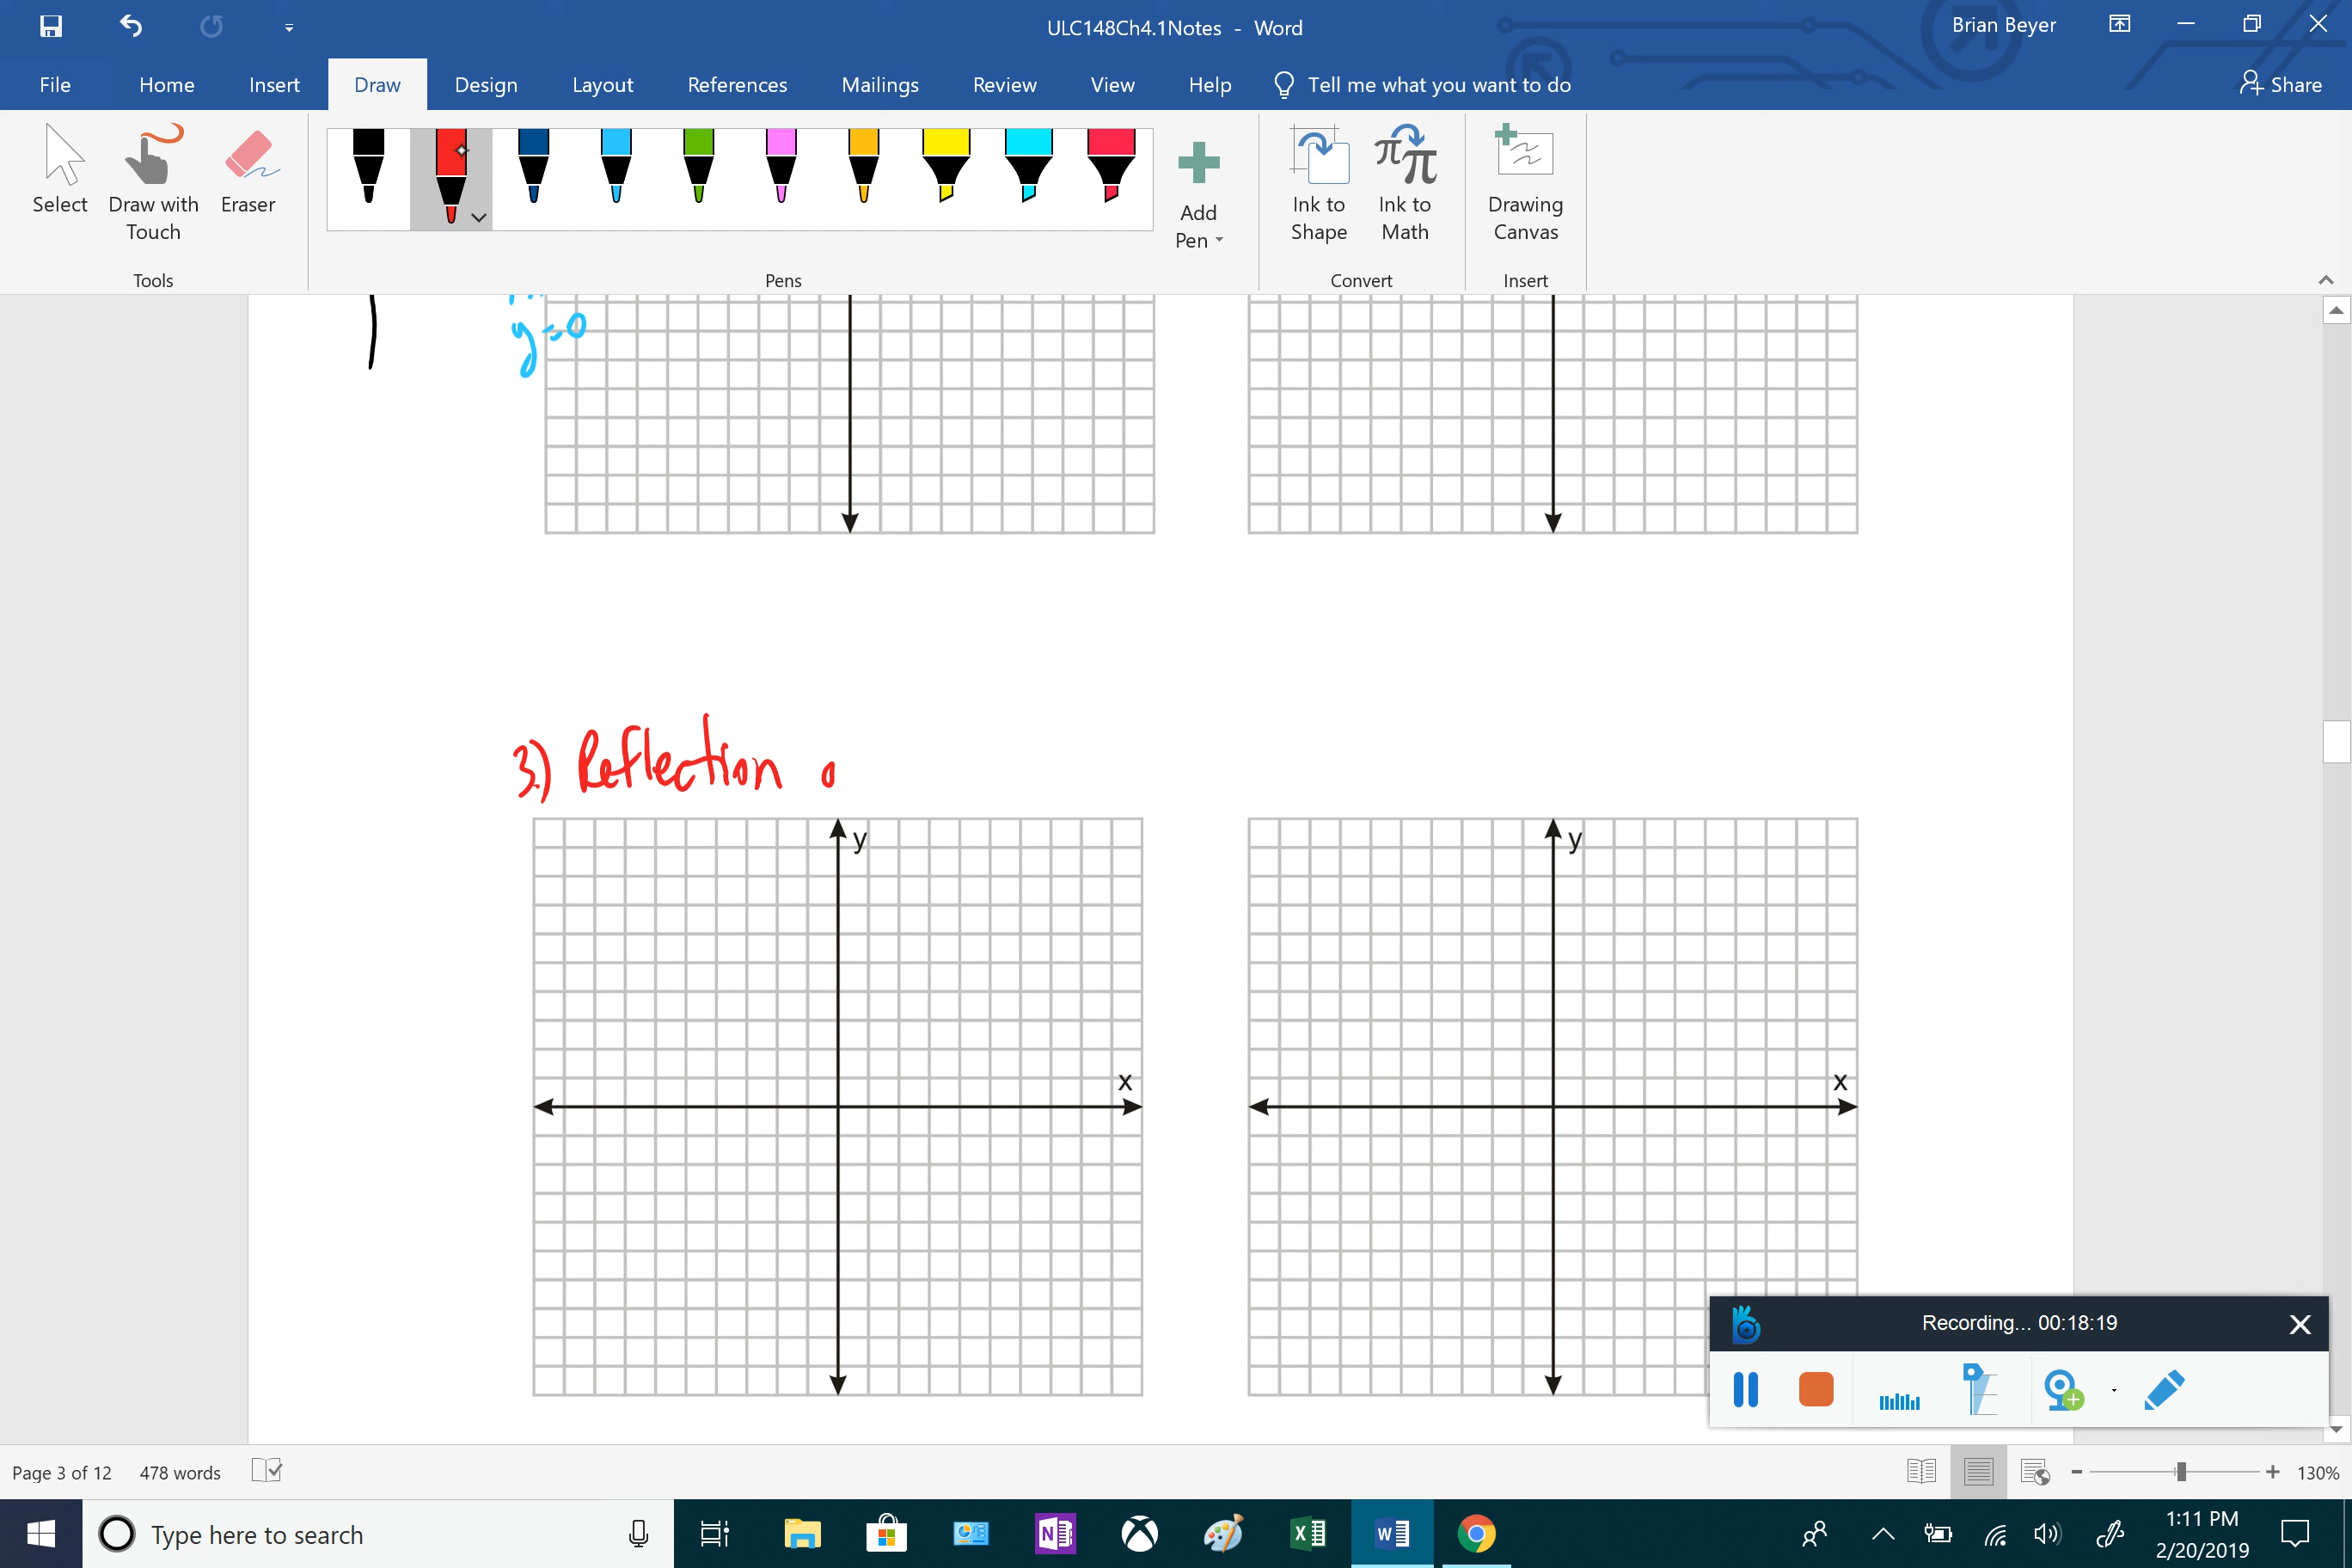 ULC148Ch4.1Notes - Word
Brian Beyer
File Home Insert Draw Design Layout References Mailings Review View Help Tell me what you want to do Share
Select Draw with Touch Eraser
Add Pen
Ink to Shape Ink to Math
Drawing Canvas
Tools Pens Convert Insert
y=0
3.) Reflection o
y y
x x
Recording... 00:18:19
Page 3 of 12 478 words 130%
Type here to search
1:11 PM
2/20/2019